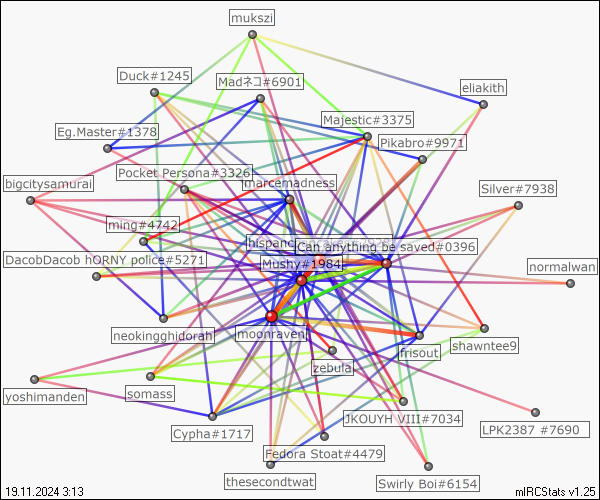 mukszi
Duck#1245
Madネコ#6901
eliakith
Majestic#3375
Eg.Master#1378
Pikabro#9971
Pocket Persona#3326
bigcitysamurai
marcemadness
Silver#7938
ming#4742
Can anything be saved#0396
DacobDacob hORNY police#5271
Mushy#1984
normalwan
neokingghidorah
moonraven
shawntee9
frisout
zebula
yoshimanden
somass
JKOUYH VIII#7034
LPK2387 #7690
Cypha#1717
Fedora Stoat#4479
thesecondtwat
Swirly Boi#6154
19.11.2024 3:13
mIRCStats v1.25